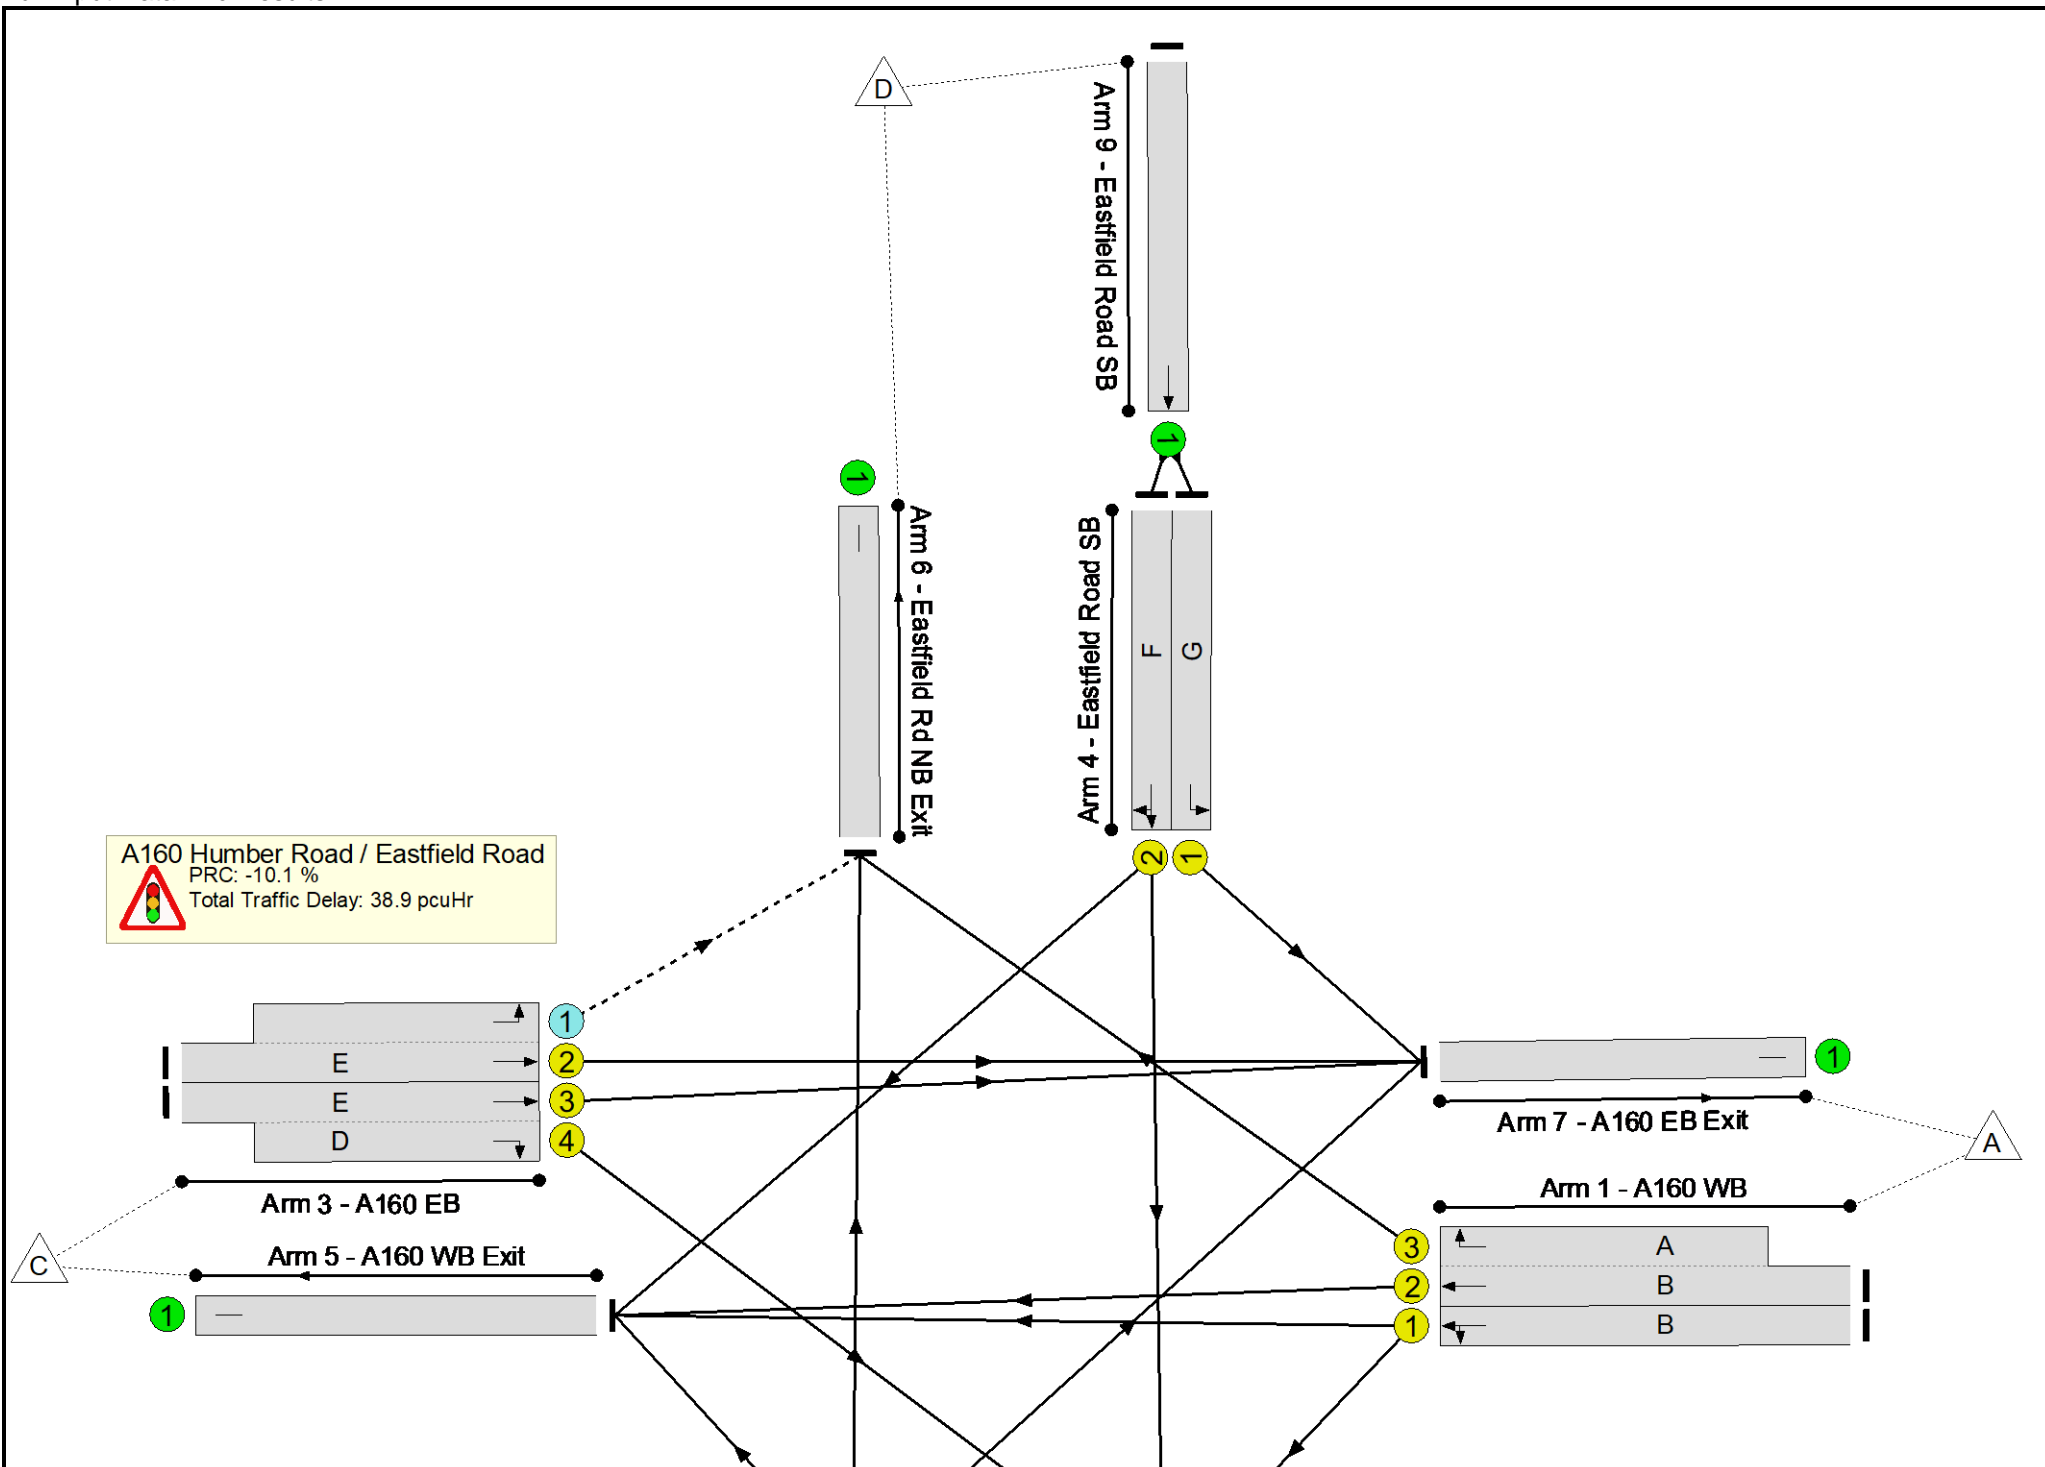 D
Arm 9 - Eastfield Road SB
1
1
Arm 6 - Eastfield Rd NB Exit
Arm 4 - Eastfield Road SB
F
G
2
1
A160 Humber Road / Eastfield Road
PRC: -10.1 %
Total Traffic Delay: 38.9 pcuHr
1
E
2
E
3
D
4
Arm 3 - A160 EB
C
Arm 5 - A160 WB Exit
1
1
Arm 7 - A160 EB Exit
A
Arm 1 - A160 WB
3
A
2
B
1
B